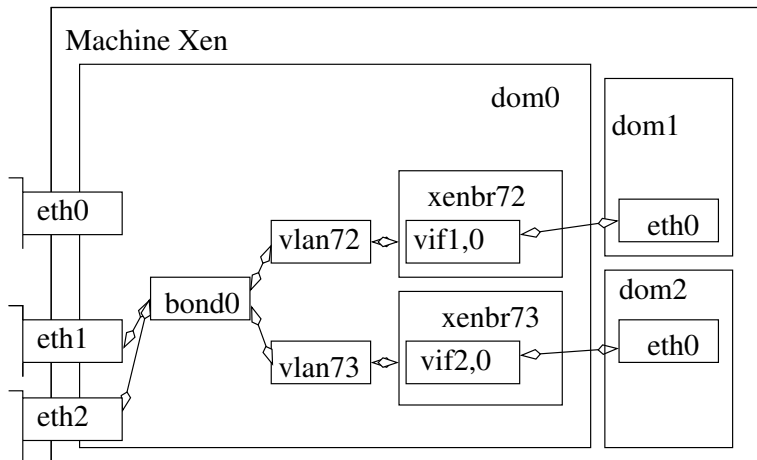 Machine Xen
dom0
dom1
eth0
xenbr72
vlan72
vif1,0
eth0
bond0
dom2
xenbr73
eth1
vlan73
vif2,0
eth0
eth2